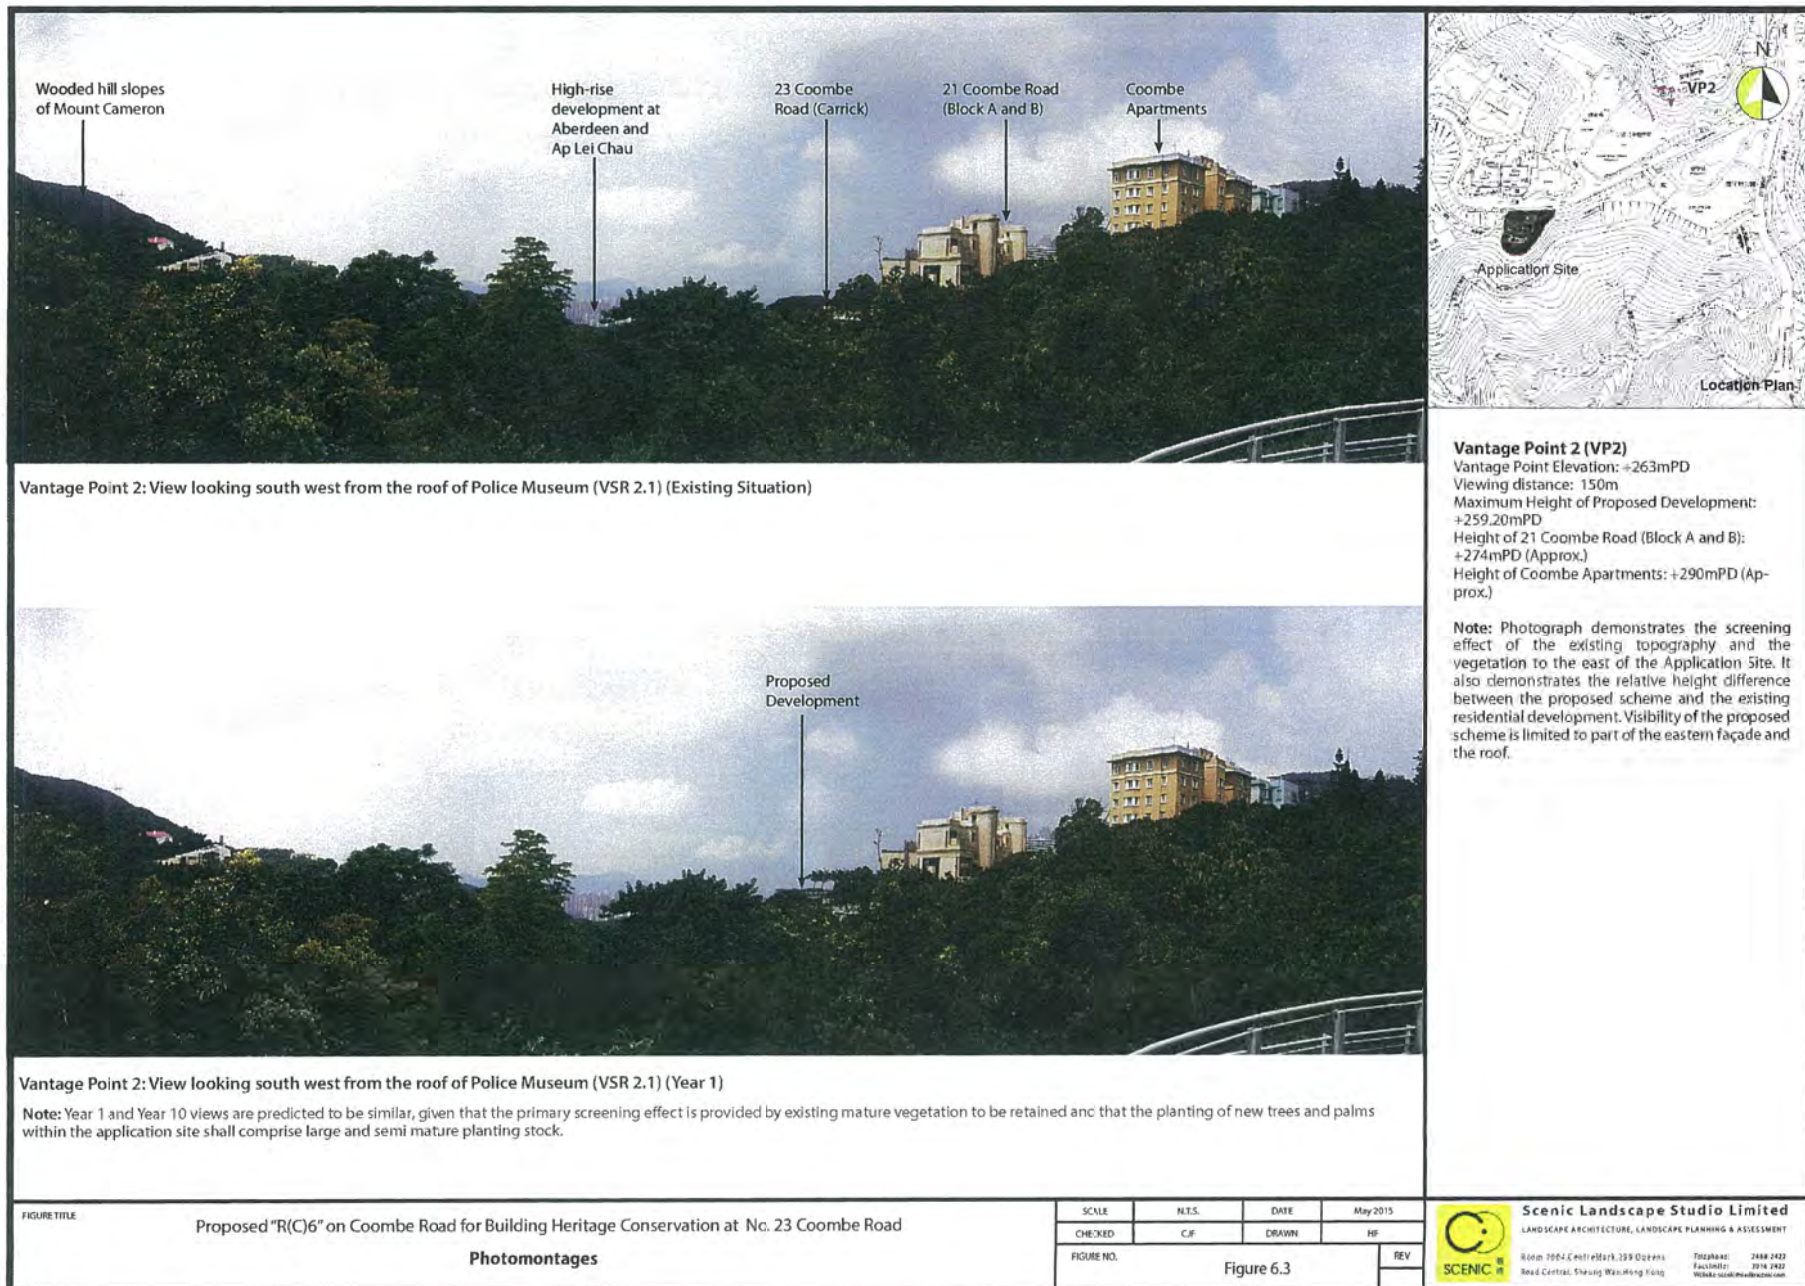 Wooded hill slopes
of Mount Cameron
High-rise
development at
Aberdeen and
Ap Lei Chau
23 Coombe
Road (Carrick)
21 Coombe Road
(Block A and B)
Coombe
Apartments
N
VP2
Application Site
Location Plan
Vantage Point 2: View looking south west from the roof of Police Museum (VSR 2.1) (Existing Situation)
Vantage Point 2 (VP2)
Vantage Point Elevation: +263mPD
Viewing distance: 150m
Maximum Height of Proposed Development:
+259.20mPD
Height of 21 Coombe Road (Block A and B):
+274mPD (Approx.)
Height of Coombe Apartments: +290mPD (Ap-
prox.)
Note: Photograph demonstrates the screening
effect of the existing topography and the
vegetation to the east of the Application Site. It
also demonstrates the relative height difference
between the proposed scheme and the existing
residential development. Visibility of the proposed
scheme is limited to part of the eastern façade and
the roof.
Proposed
Development
Vantage Point 2: View looking south west from the roof of Police Museum (VSR 2.1) (Year 1)
Note: Year 1 and Year 10 views are predicted to be similar, given that the primary screening effect is provided by existing mature vegetation to be retained and that the planting of new trees and palms
within the application site shall comprise large and semi mature planting stock.
FIGURE TITLE
Proposed "R(C)6" on Coombe Road for Building Heritage Conservation at No. 23 Coombe Road
Photomontages
SCALE N.T.S. DATE May 2015
CHECKED CJF DRAWN HF
FIGURE NO. Figure 6.3 REV
SCENIC
Scenic Landscape Studio Limited
LANDSCAPE ARCHITECTURE, LANDSCAPE PLANNING & ASSESSMENT
Road Central, Sheung Wan, Hong Kong
Telephone: 2468 2422
Facsimile: